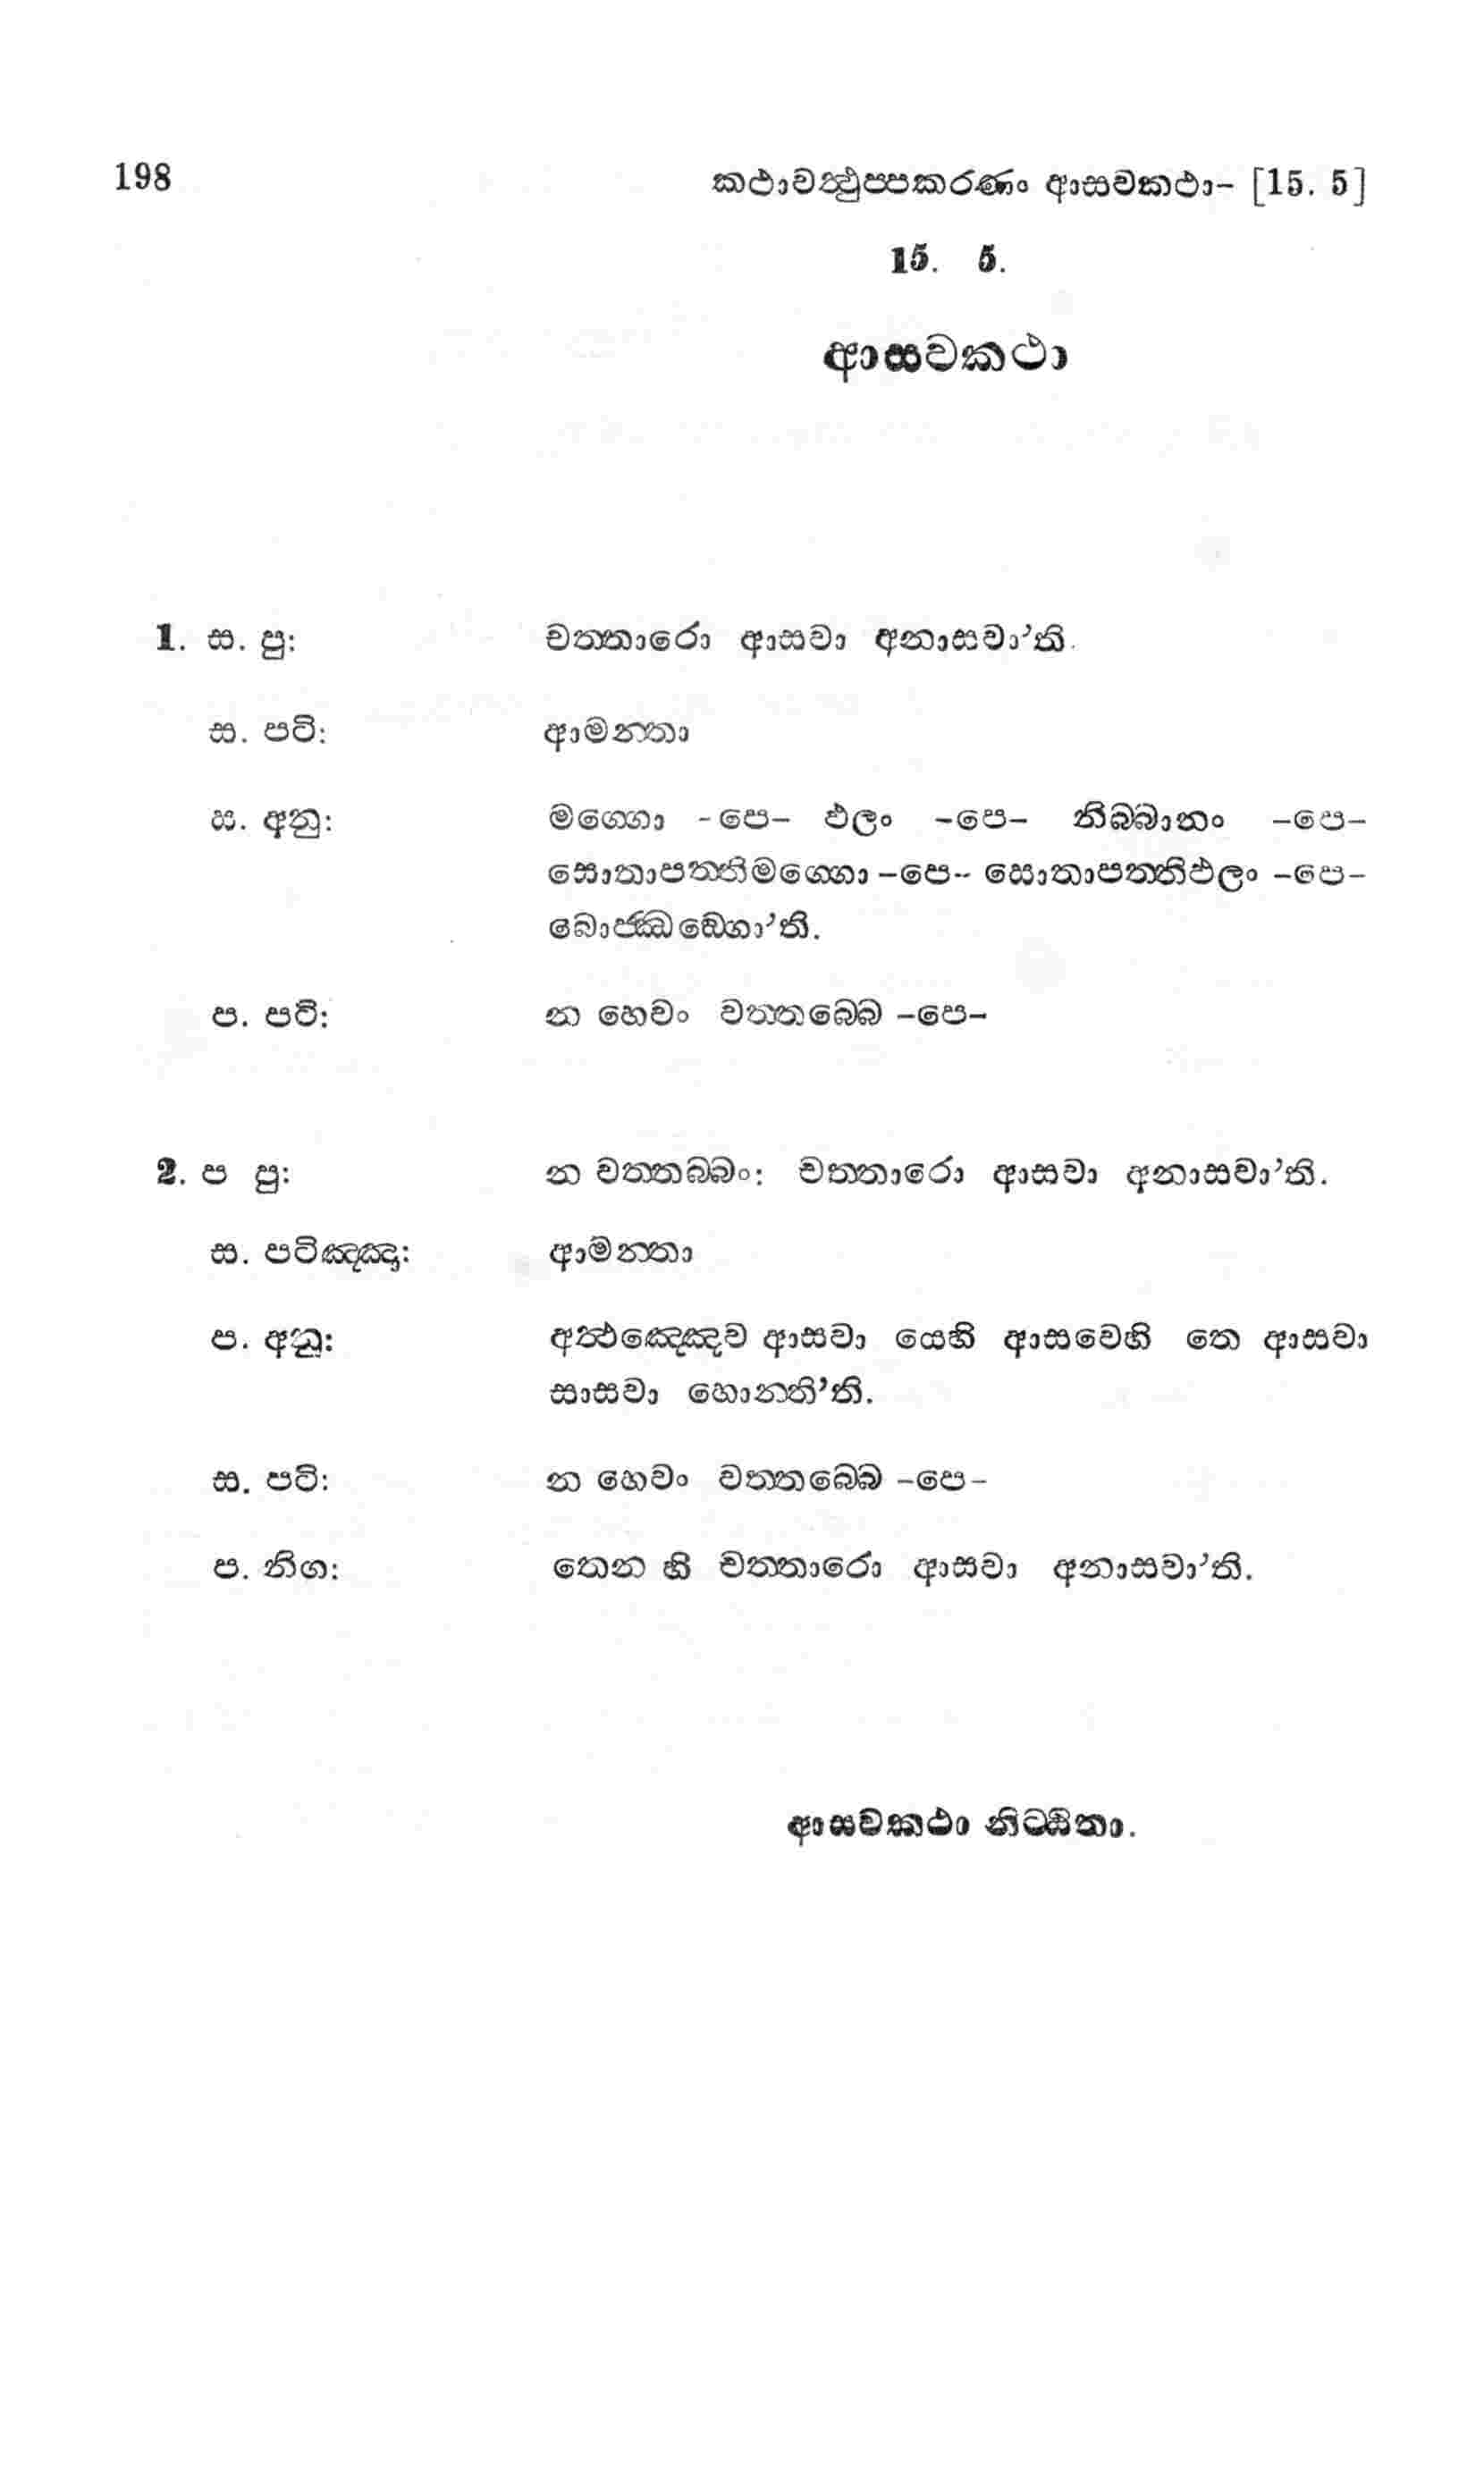 198 කථාවත්‍ථුප්පකරණං ආසවකථා- [15. 5]
15. 5.
ආසවකථා
1. ස. පු: චත්තාරො ආසවා අනාසවා’ති.
ස. පටි: ආමන්තා
ස. අනු: මග්ගො -පෙ- ඵලං -පෙ- නිබ්බානං -පෙ-
සොතාපත්තිමග්ගො -පෙ- සොතාපත්තිඵලං -පෙ-
බොජ්ඣඞ්ගො’ති.
ප. පටි: න හෙවං වත්තබ්බෙ -පෙ-
2. ප පු: න වත්තබ්බං: චත්තාරො ආසවා අනාසවා’ති.
ස. පටිඤ්ඤා: ආමන්තා
ප. අනු: අත්‍ථඤ්ඤෙව ආසවා යෙහි ආසවෙහි තෙ ආසවා
සාසවා හොන්ති’ති.
ස. පටි: න හෙවං වත්තබ්බෙ -පෙ-
ප. නිග: තෙන හි චත්තාරො ආසවා අනාසවා’ති.
ආසවකථා නිට්ඨිතා.